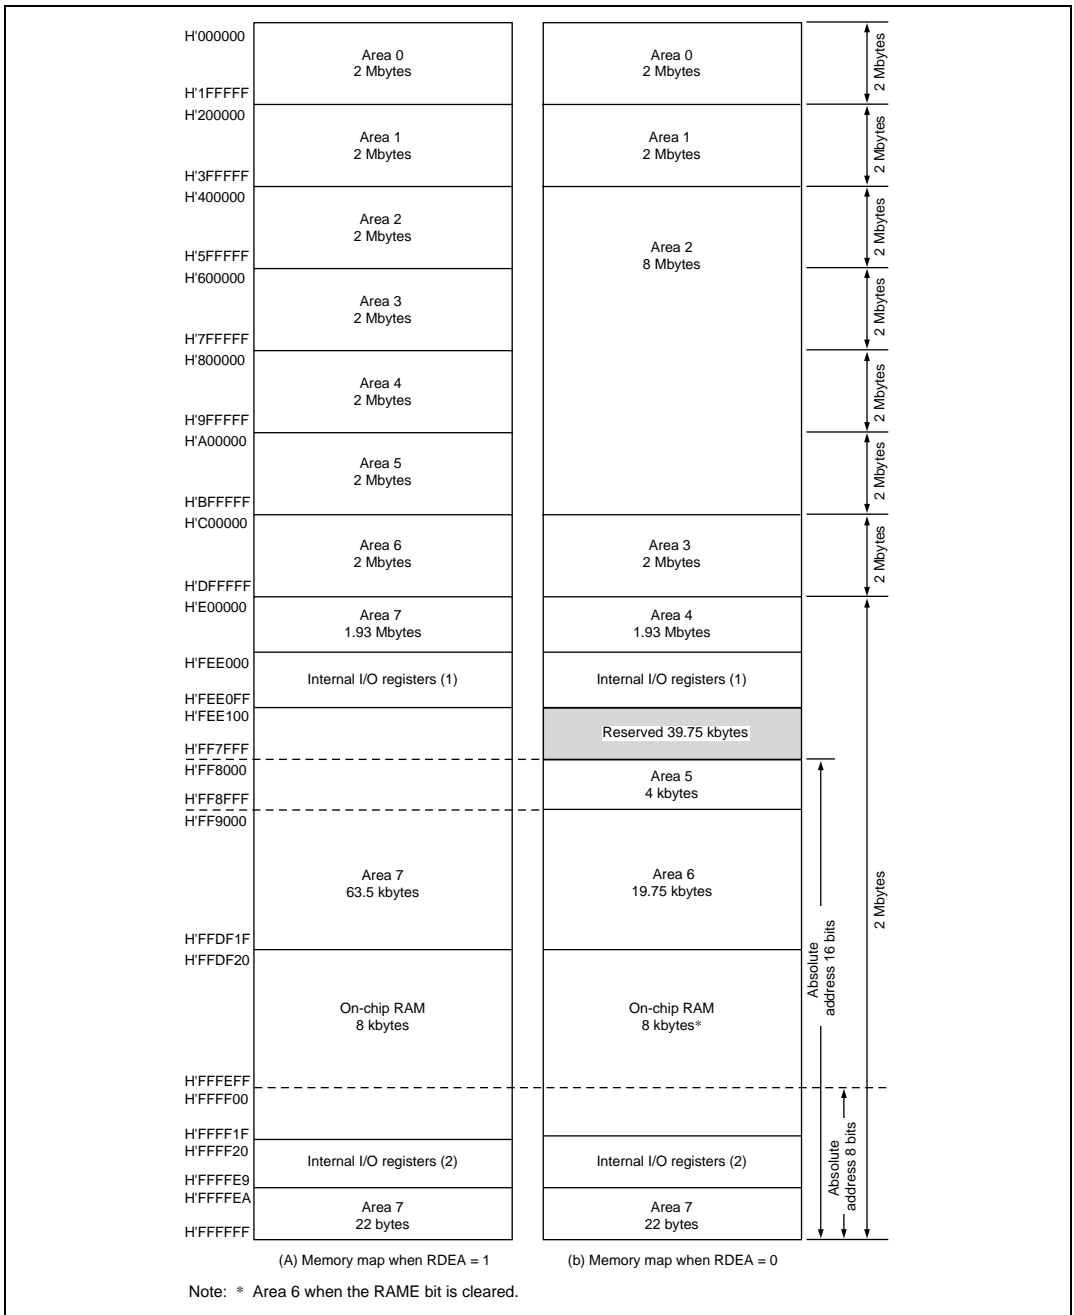 H'000000
Area 0
2 Mbytes
Area 0
2 Mbytes
2 Mbytes
H'1FFFFF
H'200000
Area 1
2 Mbytes
Area 1
2 Mbytes
2 Mbytes
H'3FFFFF
H'400000
Area 2
2 Mbytes
Area 2
8 Mbytes
2 Mbytes
H'5FFFFF
H'600000
Area 3
2 Mbytes
2 Mbytes
H'7FFFFF
H'800000
Area 4
2 Mbytes
2 Mbytes
H'9FFFFF
H'A00000
Area 5
2 Mbytes
2 Mbytes
H'BFFFFF
H'C00000
Area 6
2 Mbytes
Area 3
2 Mbytes
2 Mbytes
H'DFFFFF
H'E00000
Area 7
1.93 Mbytes
Area 4
1.93 Mbytes
H'FEE000
Internal I/O registers (1)
Internal I/O registers (1)
H'FEE0FF
H'FEE100
Reserved 39.75 kbytes
H'FF7FFF
H'FF8000
Area 5
4 kbytes
H'FF8FFF
H'FF9000
Area 7
63.5 kbytes
Area 6
19.75 kbytes
2 Mbytes
H'FFDF1F
H'FFDF20
Absolute
address 16 bits
On-chip RAM
8 kbytes
On-chip RAM
8 kbytes*
H'FFFEFF
H'FFFF00
H'FFFF1F
H'FFFF20
Internal I/O registers (2)
Internal I/O registers (2)
Absolute
address 8 bits
H'FFFFE9
H'FFFFEA
Area 7
22 bytes
Area 7
22 bytes
H'FFFFFF
(A) Memory map when RDEA = 1
(b) Memory map when RDEA = 0
Note: * Area 6 when the RAME bit is cleared.